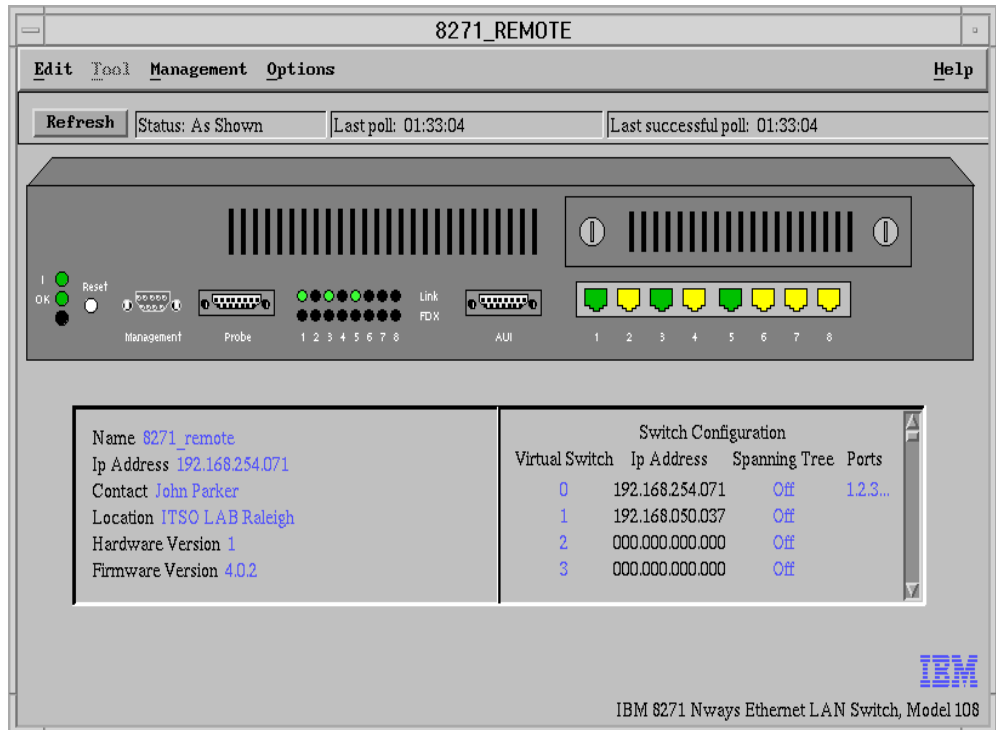 8271_REMOTE
Edit Tool Management Options Help
Refresh Status: As Shown Last poll: 01:33:04 Last successful poll: 01:33:04
I
OK
Reset
Link
FDX
Management Probe 1 2 3 4 5 6 7 8 AUI 1 2 3 4 5 6 7 8
Name 8271_remote
Ip Address 192.168.254.071
Contact John Parker
Location ITSO LAB Raleigh
Hardware Version 1
Firmware Version 4.0.2
Switch Configuration
Virtual Switch Ip Address Spanning Tree Ports
0 192.168.254.071 Off 1.2.3...
1 192.168.050.037 Off
2 000.000.000.000 Off
3 000.000.000.000 Off
IBM
IBM 8271 Nways Ethernet LAN Switch, Model 108